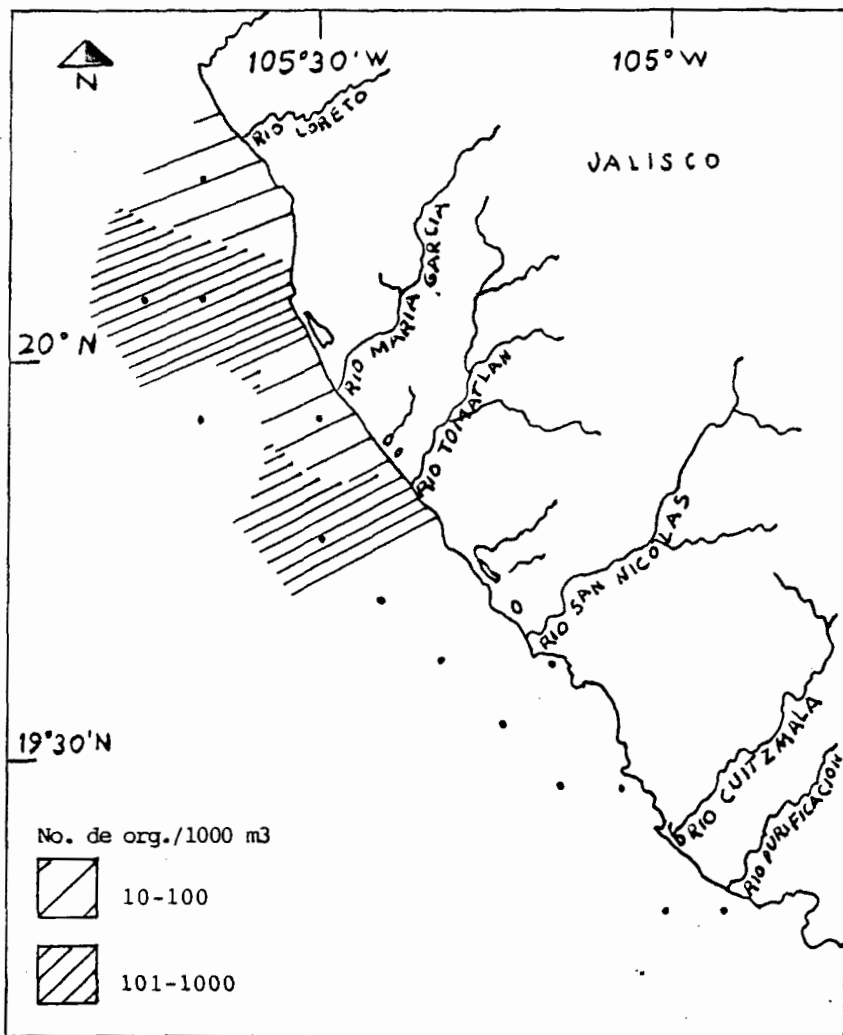 105°30'W
105°W
N
RIO LORETO
JALISCO
RIO MARIA GARCIA
20°N
RIO TOMATLAN
RIO SAN NICOLAS
19°30'N
RIO CUITZMALA
RIO PURIFICACION
No. de org./1000 m3
10-100
101-1000